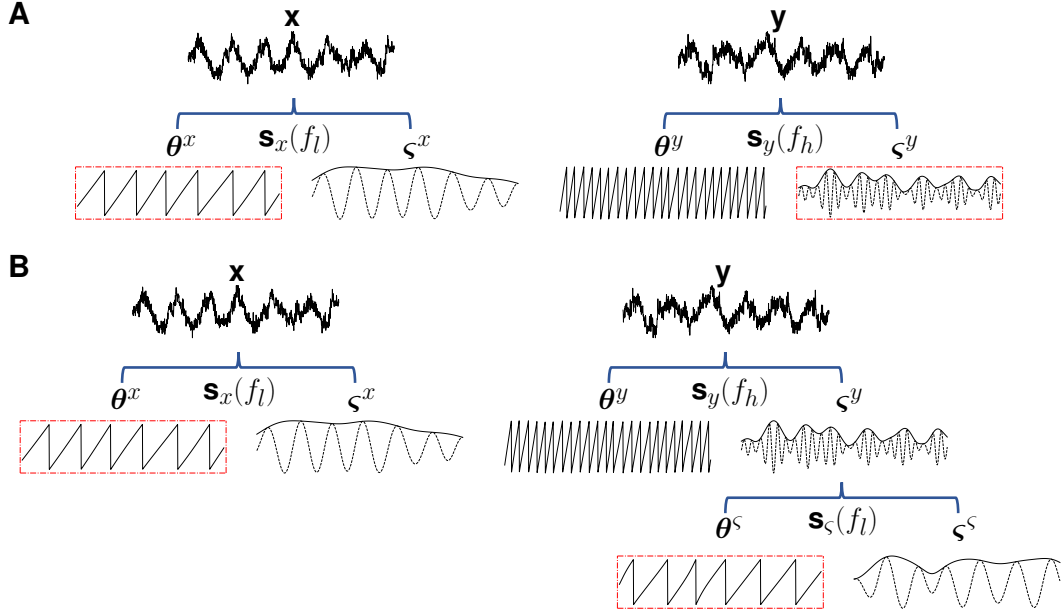 A
x y
θ^x s_x(f_l) ς^x θ^y s_y(f_h) ς^y
B
x y
θ^x s_x(f_l) ς^x θ^y s_y(f_h) ς^y
θ^ς s_ς(f_l) ς^ς